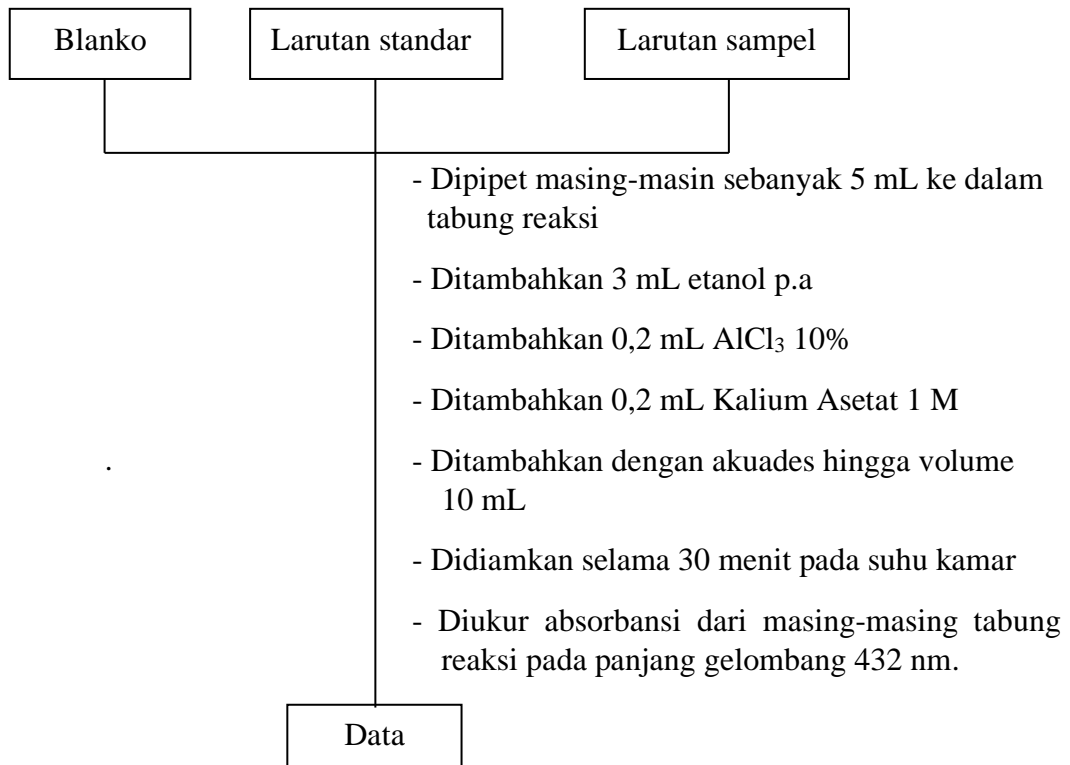 Blanko
Larutan standar
Larutan sampel
- Dipipet masing-masin sebanyak 5 mL ke dalam
tabung reaksi
- Ditambahkan 3 mL etanol p.a
- Ditambahkan 0,2 mL AlCl₃ 10%
- Ditambahkan 0,2 mL Kalium Asetat 1 M
.
- Ditambahkan dengan akuades hingga volume
10 mL
- Didiamkan selama 30 menit pada suhu kamar
- Diukur absorbansi dari masing-masing tabung
reaksi pada panjang gelombang 432 nm.
Data